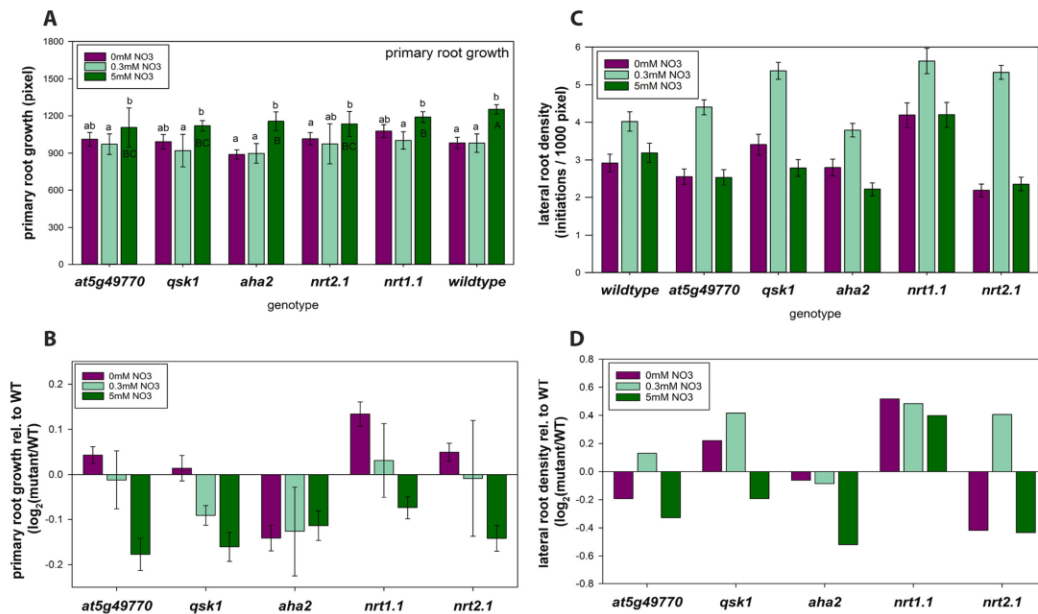 A
primary root growth
0mM NO3
0.3mM NO3
5mM NO3
primary root growth (pixel)
1800
1500
1200
900
600
300
0
ab a b
BC
ab a b
BC
a a b
B
a ab b
BC
ab a b
B
a a b
A
at5g49770 qsk1 aha2 nrt2.1 nrt1.1 wildtype
genotype
C
0mM NO3
0.3mM NO3
5mM NO3
lateral root density
(initiations / 1000 pixel)
6
5
4
3
2
1
0
wildtype at5g49770 qsk1 aha2 nrt1.1 nrt2.1
genotype
B
0mM NO3
0.3mM NO3
5mM NO3
primary root growth rel. to WT
(log2(mutant/WT)
0.2
0.1
0.0
-0.1
-0.2
at5g49770 qsk1 aha2 nrt1.1 nrt2.1
D
0mM NO3
0.3mM NO3
5mM NO3
lateral root density rel. to WT
(log2(mutant/WT)
0.8
0.6
0.4
0.2
0.0
-0.2
-0.4
-0.6
-0.8
at5g49770 qsk1 aha2 nrt1.1 nrt2.1